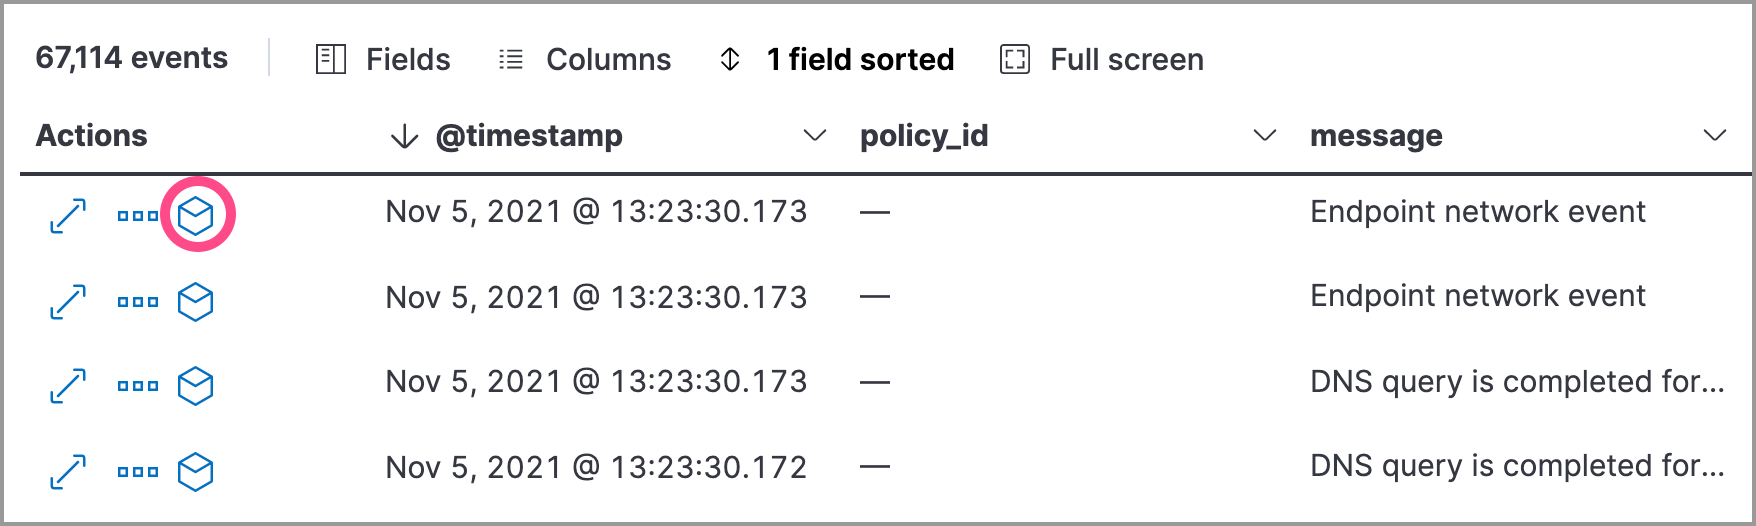 67,114 events Fields Columns 1 field sorted Full screen
Actions @timestamp policy_id message
Nov 5, 2021 @ 13:23:30.173 — Endpoint network event
Nov 5, 2021 @ 13:23:30.173 — Endpoint network event
Nov 5, 2021 @ 13:23:30.173 — DNS query is completed for...
Nov 5, 2021 @ 13:23:30.172 — DNS query is completed for...